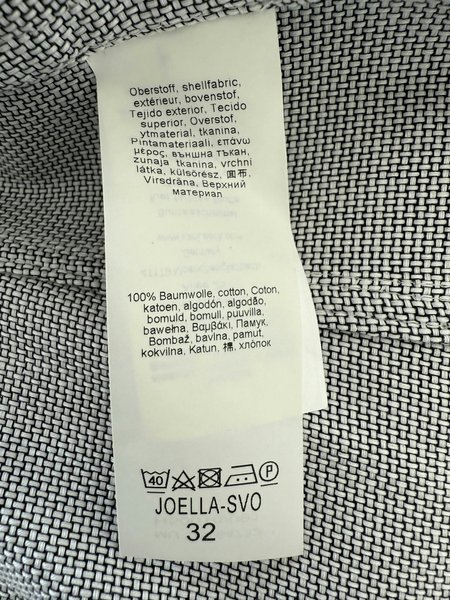 Oberstoff, shellfabric,
extérieur, bovenstof,
Tejido exterior, Tecido
superior, Overstof,
ytmaterial, tkanina,
Pintamateriaali, επάνω
μέρος, външна тъкан,
zunaja tkanina, vrchni
látka, külsörész, 面布,
Virsdrāna, Верхний
материал
100% Baumwolle, cotton, Coton,
katoen, algodón, algodão,
bomuld, bomull, puuvilla,
bawełna, Βαμβάκι, Памук,
Bombaž, bavlna, pamut,
kokvilna, Katun, 棉, хлопок
40 P
JOELLA-SVO
32